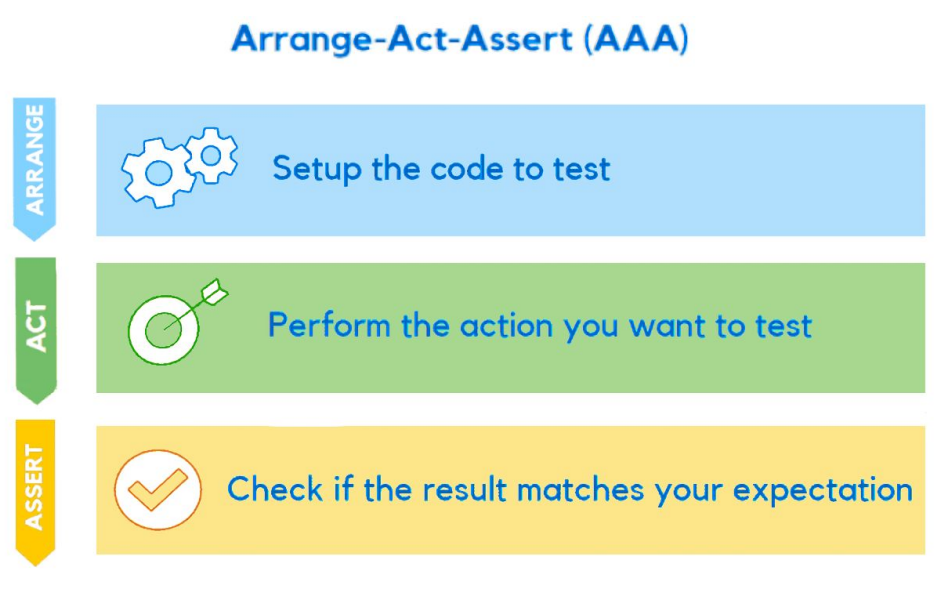 Arrange-Act-Assert (AAA)
ARRANGE
Setup the code to test
ACT
Perform the action you want to test
ASSERT
Check if the result matches your expectation